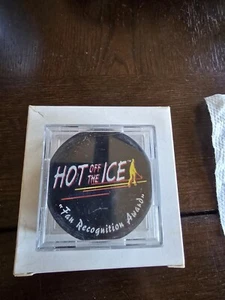 HOT OFF THE ICE
"Fan Recognition Award"